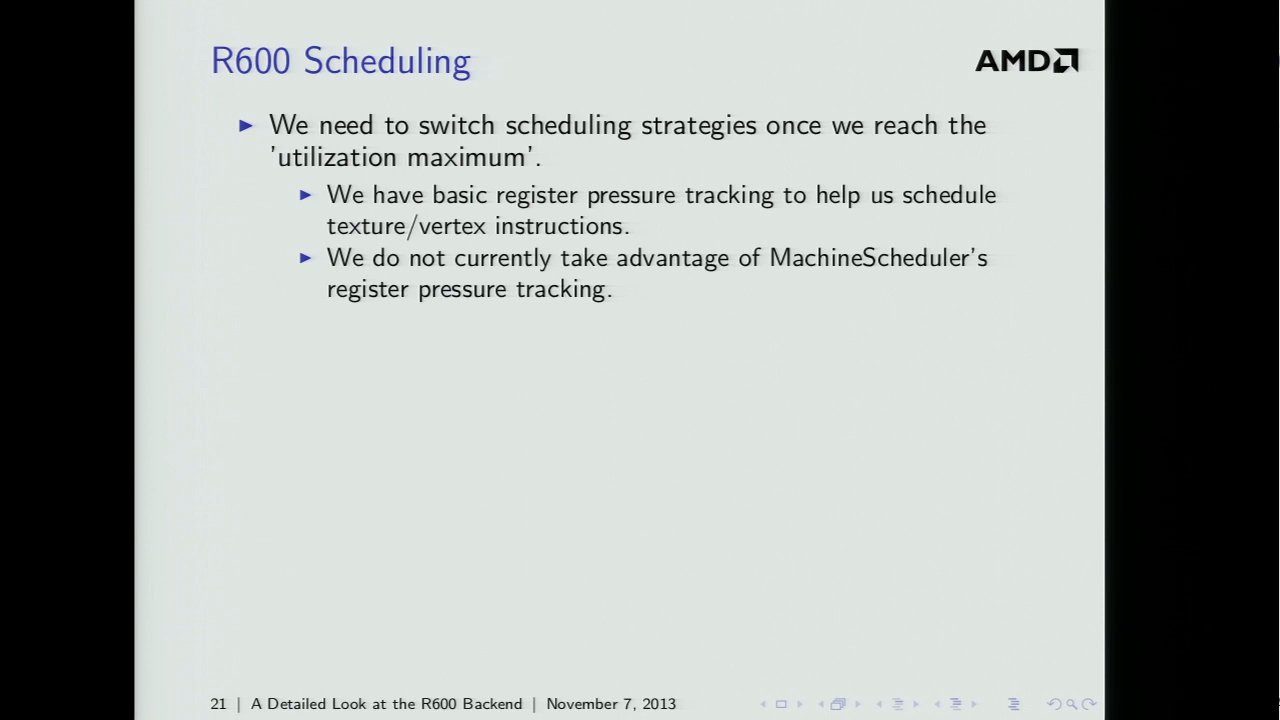 R600 Scheduling
AMD
We need to switch scheduling strategies once we reach the
'utilization maximum'.
We have basic register pressure tracking to help us schedule
texture/vertex instructions.
We do not currently take advantage of MachineScheduler's
register pressure tracking.
21 | A Detailed Look at the R600 Backend | November 7, 2013